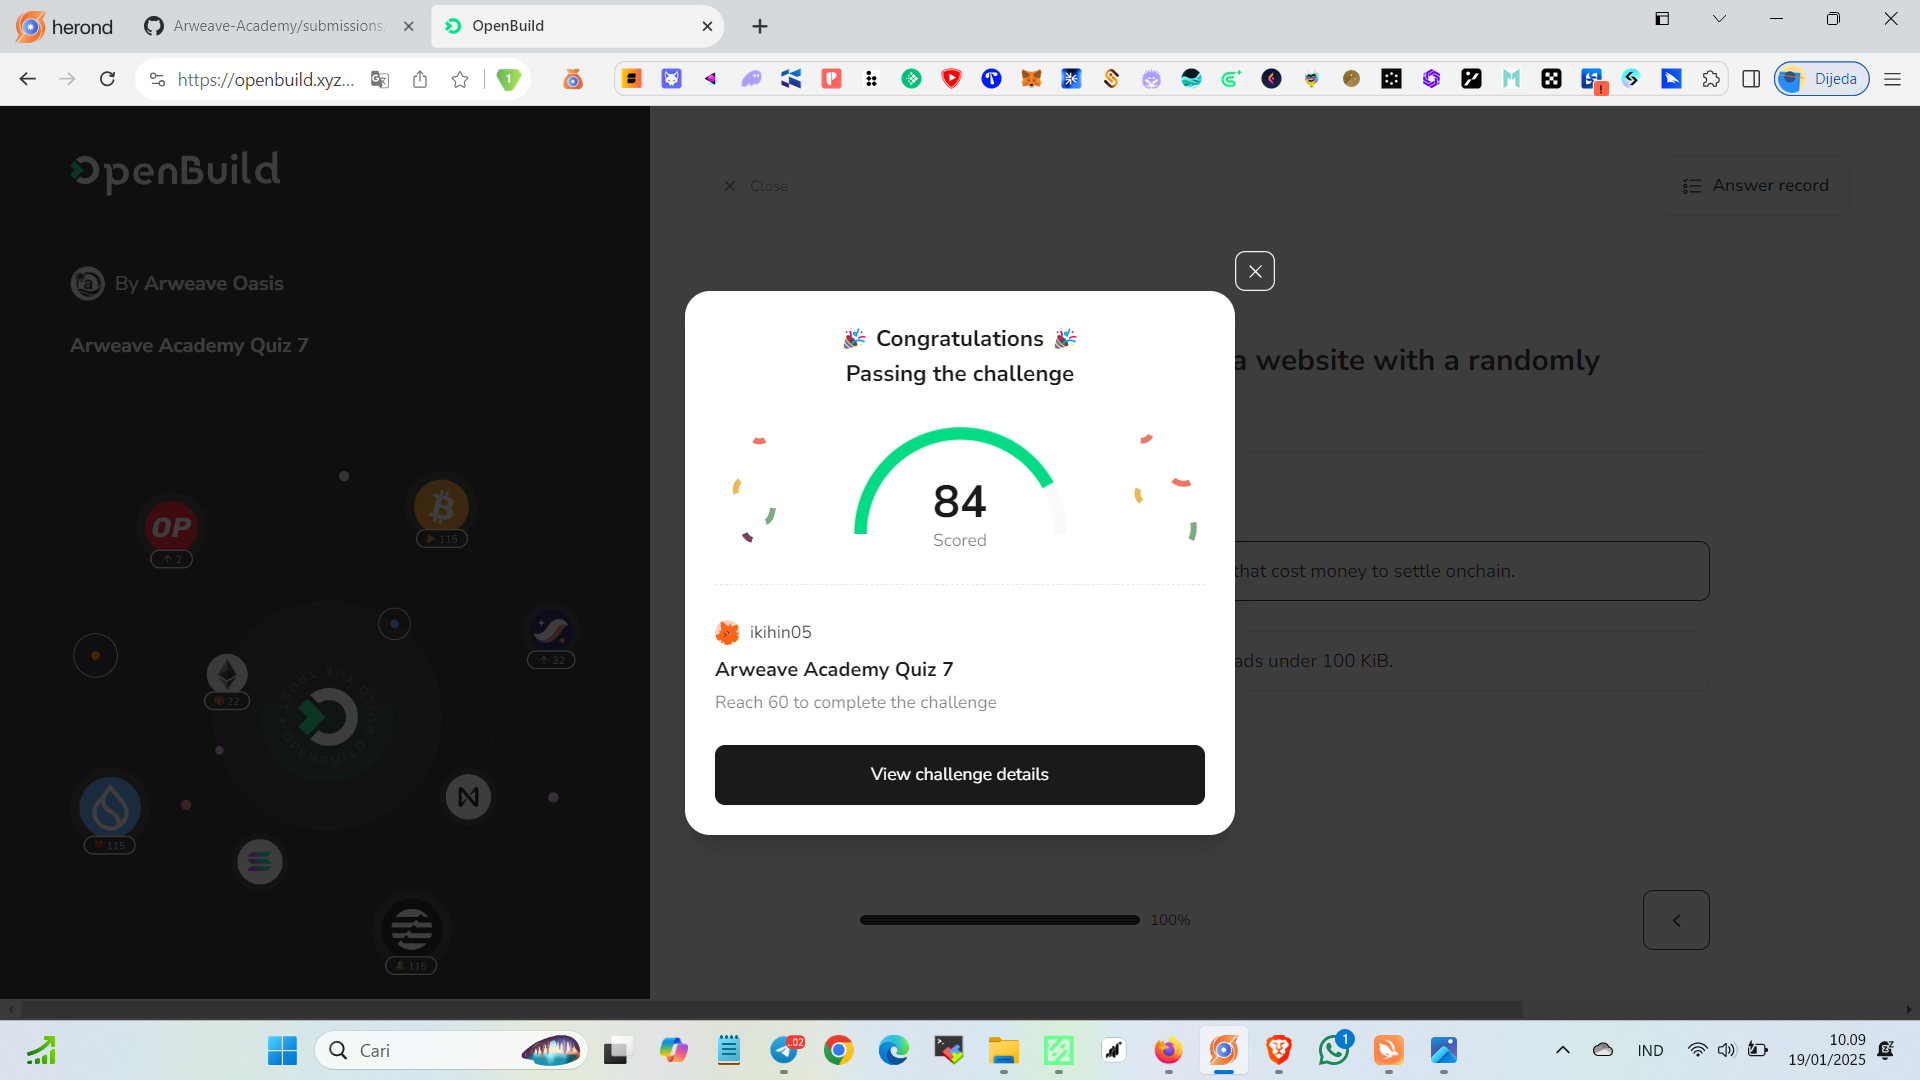 herond
Arweave-Academy/submissions/
OpenBuild
https://openbuild.xyz...
1
Dijeda
OpenBuild
By Arweave Oasis
Arweave Academy Quiz 7
OP
2
115
32
22
115
115
Close
Answer record
a website with a randomly
that cost money to settle onchain.
ads under 100 KiB.
Congratulations
Passing the challenge
84
Scored
ikihin05
Arweave Academy Quiz 7
Reach 60 to complete the challenge
View challenge details
100%
Cari
..02
1
IND
10.09
19/01/2025